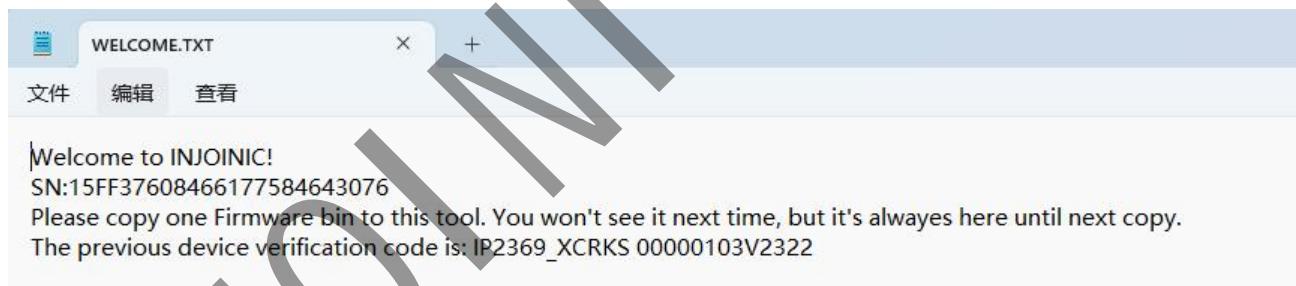 WELCOME.TXT
文件 编辑 查看
Welcome to INJOINIC!
SN:15FF37608466177584643076
Please copy one Firmware bin to this tool. You won't see it next time, but it's alwayes here until next copy.
The previous device verification code is: IP2369_XCRKS 00000103V2322